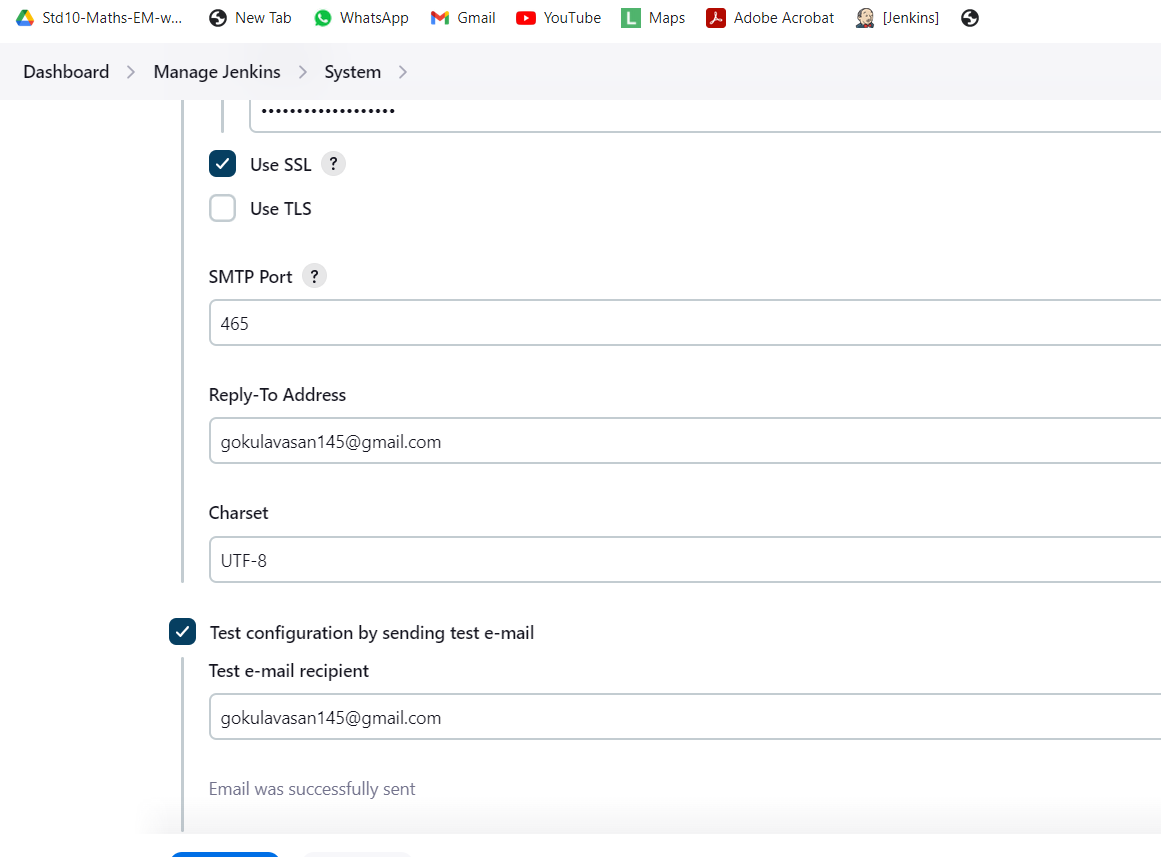 Std10-Maths-EM-w... New Tab WhatsApp Gmail YouTube L Maps Adobe Acrobat [Jenkins]
Dashboard Manage Jenkins System
•••••••••••••••••••
Use SSL ?
Use TLS
SMTP Port ?
465
Reply-To Address
gokulavasan145@gmail.com
Charset
UTF-8
Test configuration by sending test e-mail
Test e-mail recipient
gokulavasan145@gmail.com
Email was successfully sent